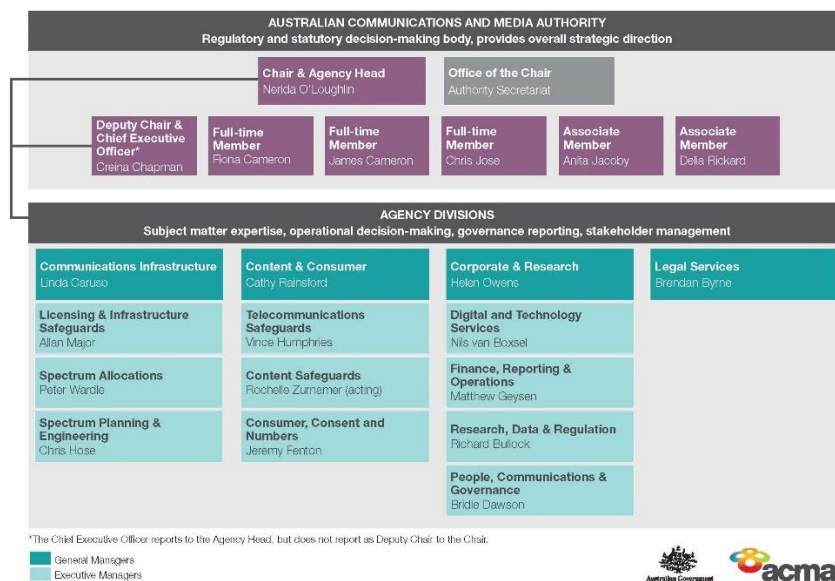 AUSTRALIAN COMMUNICATIONS AND MEDIA AUTHORITY
Regulatory and statutory decision-making body, provides overall strategic direction
Chair & Agency Head
Nerida O'Loughlin
Office of the Chair
Authority Secretariat
Deputy Chair &
Chief Executive
Officer*
Creina Chapman
Full-time
Member
Fiona Cameron
Full-time
Member
James Cameron
Full-time
Member
Chris Jose
Associate
Member
Anita Jacoby
Associate
Member
Delia Rickard
AGENCY DIVISIONS
Subject matter expertise, operational decision-making, governance reporting, stakeholder management
Communications Infrastructure
Linda Caruso
Licensing & Infrastructure
Safeguards
Allan Major
Spectrum Allocations
Peter Wardle
Spectrum Planning &
Engineering
Chris Hose
Content & Consumer
Cathy Rainsford
Telecommunications
Safeguards
Vince Humphries
Content Safeguards
Rochelle Zurnamer (acting)
Consumer, Consent and
Numbers
Jeremy Fenton
Corporate & Research
Helen Owens
Digital and Technology
Services
Nils van Boxsel
Finance, Reporting &
Operations
Matthew Geysen
Research, Data & Regulation
Richard Bullock
People, Communications &
Governance
Bridie Dawson
Legal Services
Brendan Byrne
*The Chief Executive Officer reports to the Agency Head, but does not report as Deputy Chair to the Chair.
General Managers
Executive Managers
Australian Government
acma